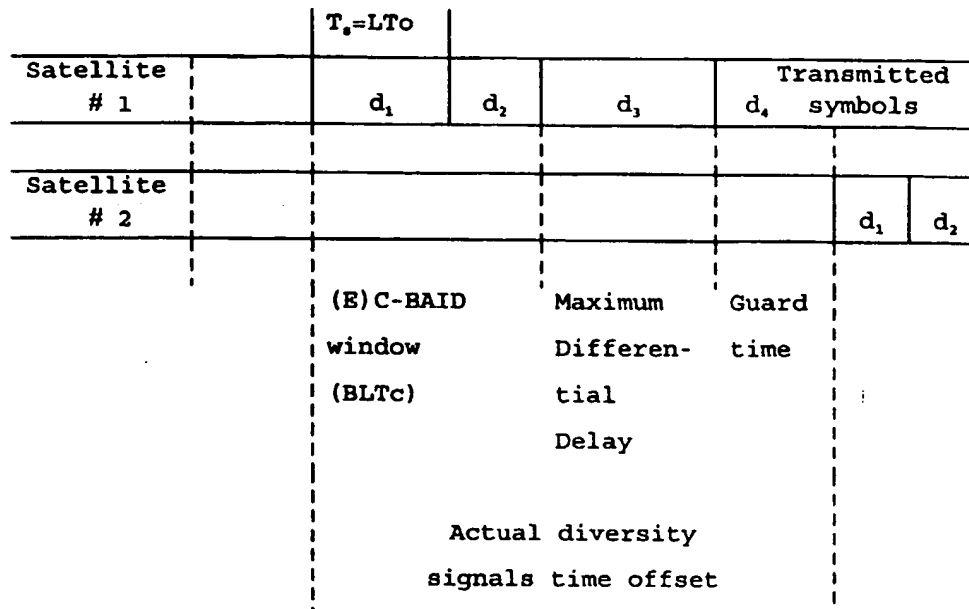 Tₛ=LTo
Satellite
# 1
d₁
d₂
d₃
d₄
Transmitted
symbols
Satellite
# 2
d₁
d₂
(E)C-BAID
window
(BLTc)
Maximum
Differen-
tial
Delay
Guard
time
Actual diversity
signals time offset